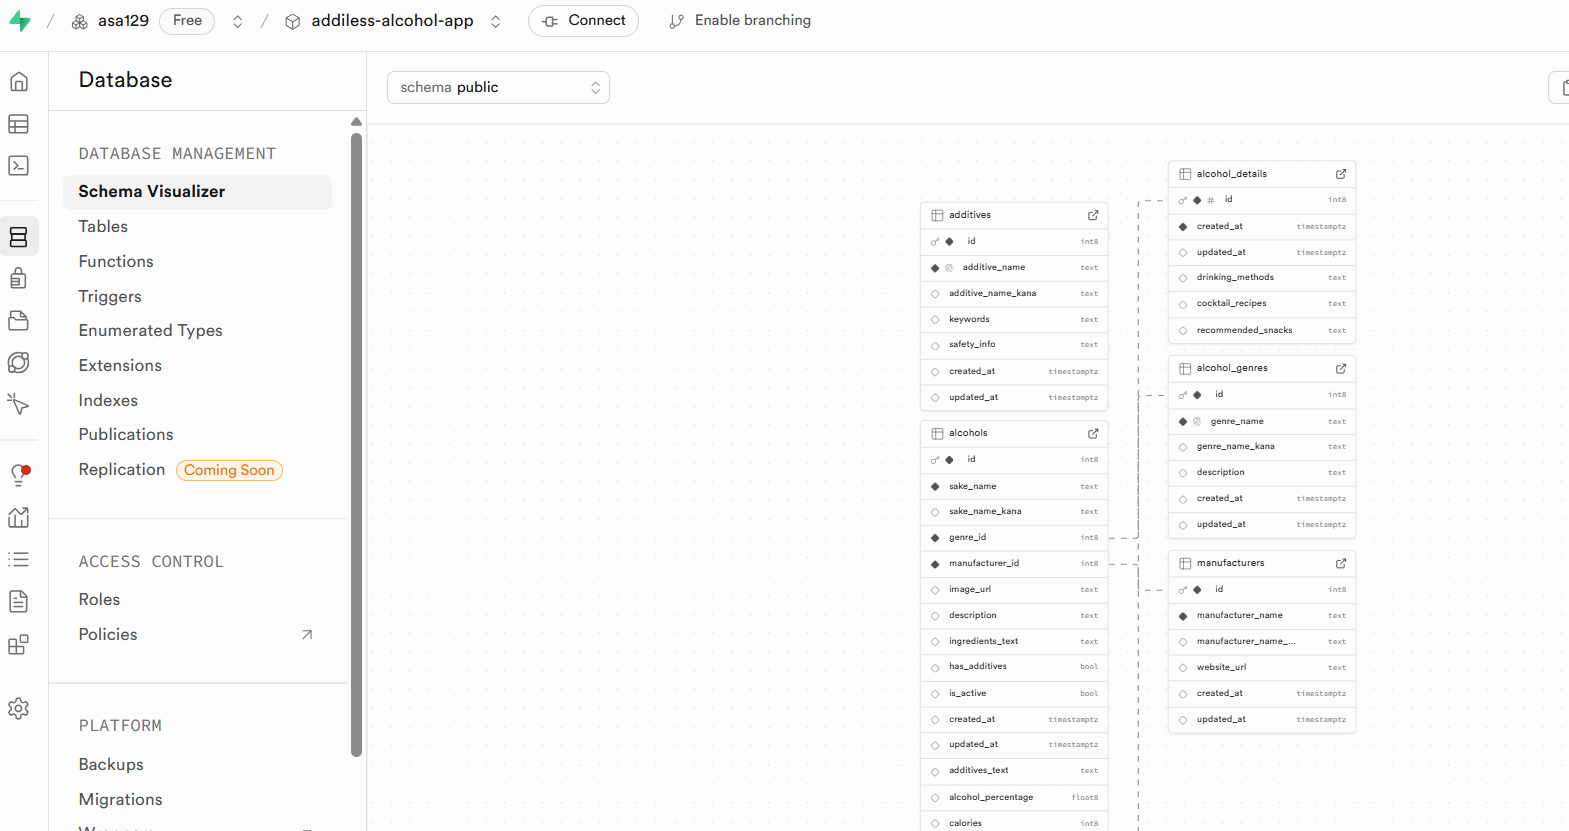 asa129 Free addiless-alcohol-app Connect Enable branching
Database
DATABASE MANAGEMENT
Schema Visualizer
Tables
Functions
Triggers
Enumerated Types
Extensions
Indexes
Publications
Replication Coming Soon
ACCESS CONTROL
Roles
Policies
PLATFORM
Backups
Migrations
schema public
additives
id int8
additive_name text
additive_name_kana text
keywords text
safety_info text
created_at timestamptz
updated_at timestamptz
alcohols
id int8
sake_name text
sake_name_kana text
genre_id int8
manufacturer_id int8
image_url text
description text
ingredients_text text
has_additives bool
is_active bool
created_at timestamptz
updated_at timestamptz
additives_text text
alcohol_percentage float8
calories int8
alcohol_details
id int8
created_at timestamptz
updated_at timestamptz
drinking_methods text
cocktail_recipes text
recommended_snacks text
alcohol_genres
id int8
genre_name text
genre_name_kana text
description text
created_at timestamptz
updated_at timestamptz
manufacturers
id int8
manufacturer_name text
manufacturer_name_... text
website_url text
created_at timestamptz
updated_at timestamptz